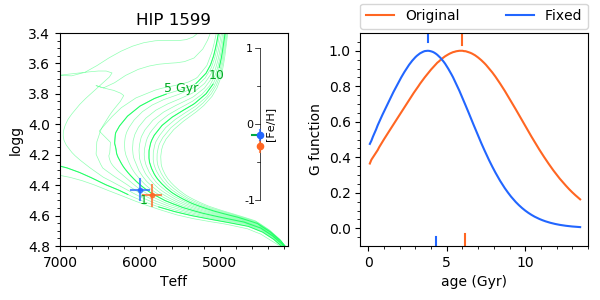 HIP 1599
Original Fixed
3.4
3.6
3.8
4.0
4.2
4.4
4.6
4.8
logg
7000 6000 5000
Teff
5 Gyr
10
1
1
0
-1
[Fe/H]
1.0
0.8
0.6
0.4
0.2
0.0
G function
0 5 10
age (Gyr)